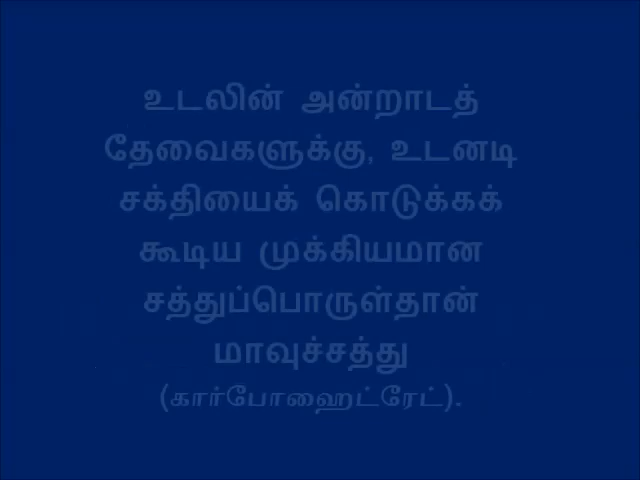 உடலின் அன்றாடத்
தேவைகளுக்கு, உடனடி
சக்தியைக் கொடுக்கக்
கூடிய முக்கியமான
சத்துப்பொருள்தான்
மாவுச்சத்து
(கார்போஹைட்ரேட்).